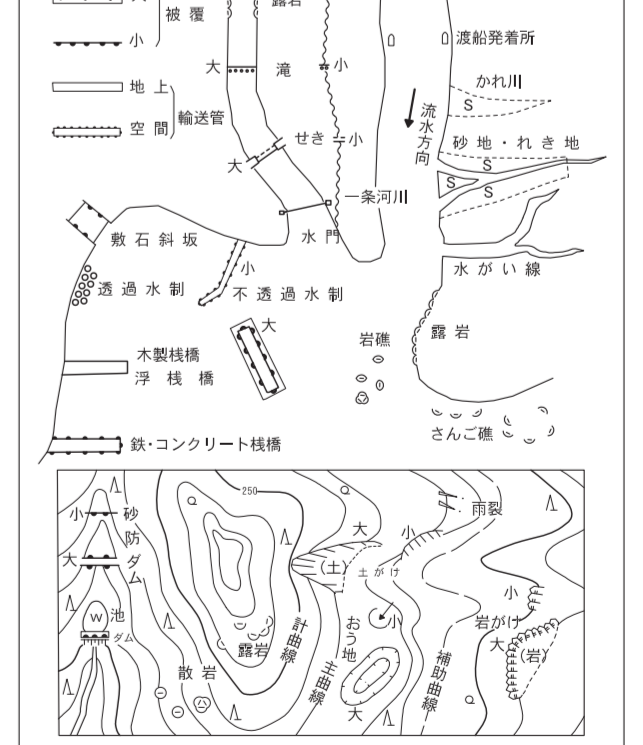 被覆
露岩
小
大
滝
小
渡船発着所
地上
空間
輸送管
かれ川
S
流水方向
せき
小
大
砂地・れき地
S
S
S
一条河川
敷石斜坂
水門
小
水がい線
透過水制
不透過水制
大
露岩
岩礁
木製桟橋
浮桟橋
さんご礁
鉄・コンクリート桟橋
250
小
砂防ダム
大
雨裂
大
小
(土)
土がけ
W
池
ダム
小
岩がけ
大
(岩)
おう地
小
計曲線
露岩
主曲線
補助曲線
散岩
大